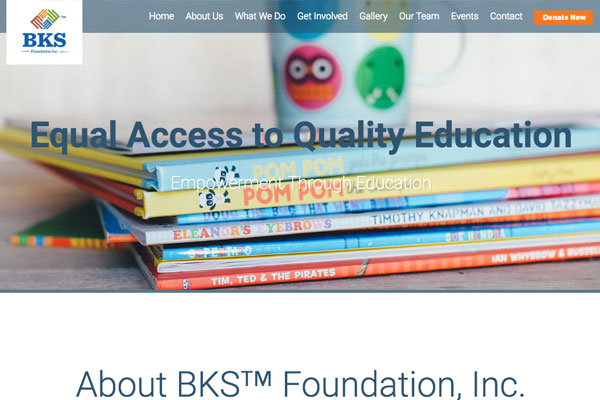 BKS™
Foundation, Inc.
Home About Us What We Do Get Involved Gallery Our Team Events Contact Donate Now
Equal Access to Quality Education
POM POM
Empowerment Through Education
POM POM
TIMOTHY KNAPMAN AND DAVID TAZZYMAN
ELEANOR'S EYEBROWS
SUPERTATO
SUE HENDRA
IAN WHYBROW & RUSSELL
TIM, TED & THE PIRATES
About BKS™ Foundation, Inc.